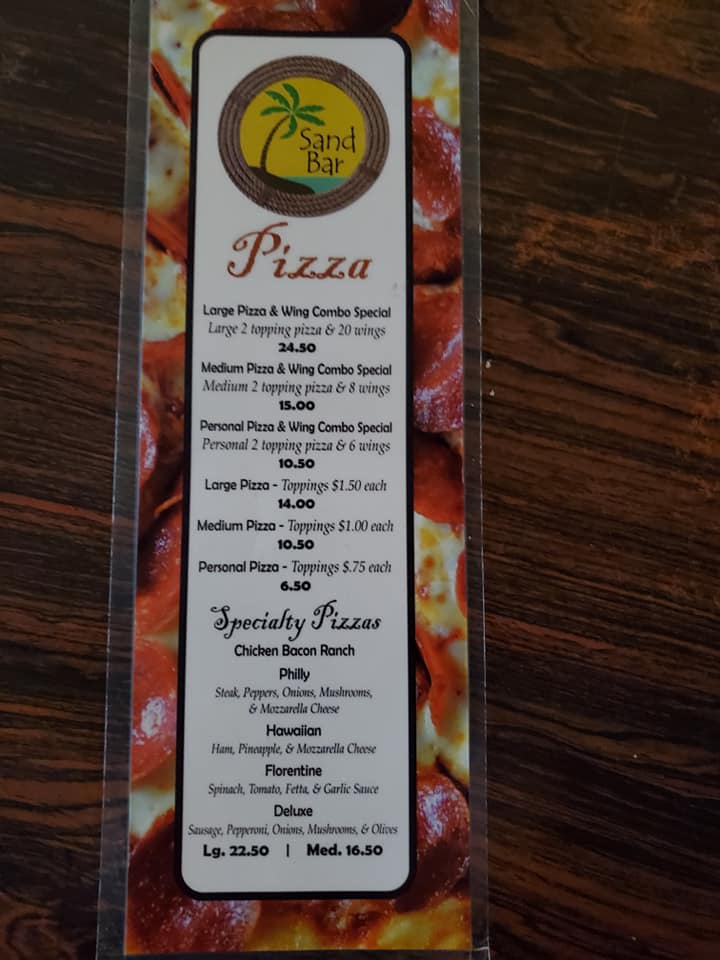 Sand
Bar
Pizza
Large Pizza & Wing Combo Special
Large 2 topping pizza & 20 wings
24.50
Medium Pizza & Wing Combo Special
Medium 2 topping pizza & 8 wings
15.00
Personal Pizza & Wing Combo Special
Personal 2 topping pizza & 6 wings
10.50
Large Pizza - Toppings $1.50 each
14.00
Medium Pizza - Toppings $1.00 each
10.50
Personal Pizza - Toppings $.75 each
6.50
Specialty Pizzas
Chicken Bacon Ranch
Philly
Steak, Peppers, Onions, Mushrooms,
& Mozzarella Cheese
Hawaiian
Ham, Pineapple, & Mozzarella Cheese
Florentine
Spinach, Tomato, Fetta, & Garlic Sauce
Deluxe
Sausage, Pepperoni, Onions, Mushrooms, & Olives
Lg. 22.50 | Med. 16.50